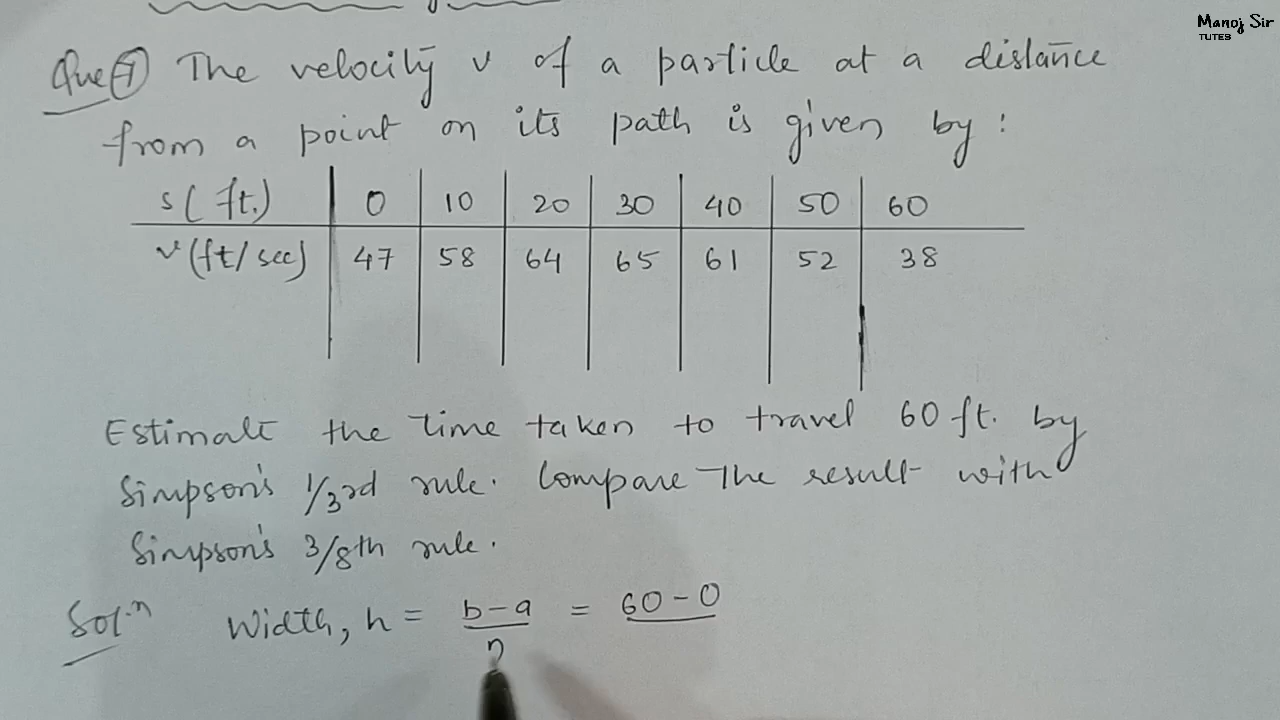 Manoj Sir
TUTES
Que① The velocity v of a particle at a distance
from a point on its path is given by :
s( ft.) 0 10 20 30 40 50 60
v(ft/sec) 47 58 64 65 61 52 38
Estimate the time taken to travel 60 ft. by
Simpson's 1/3rd rule. Compare the result with
Simpson's 3/8th rule.
Sol.n Width, h = b-a/n = 60-0